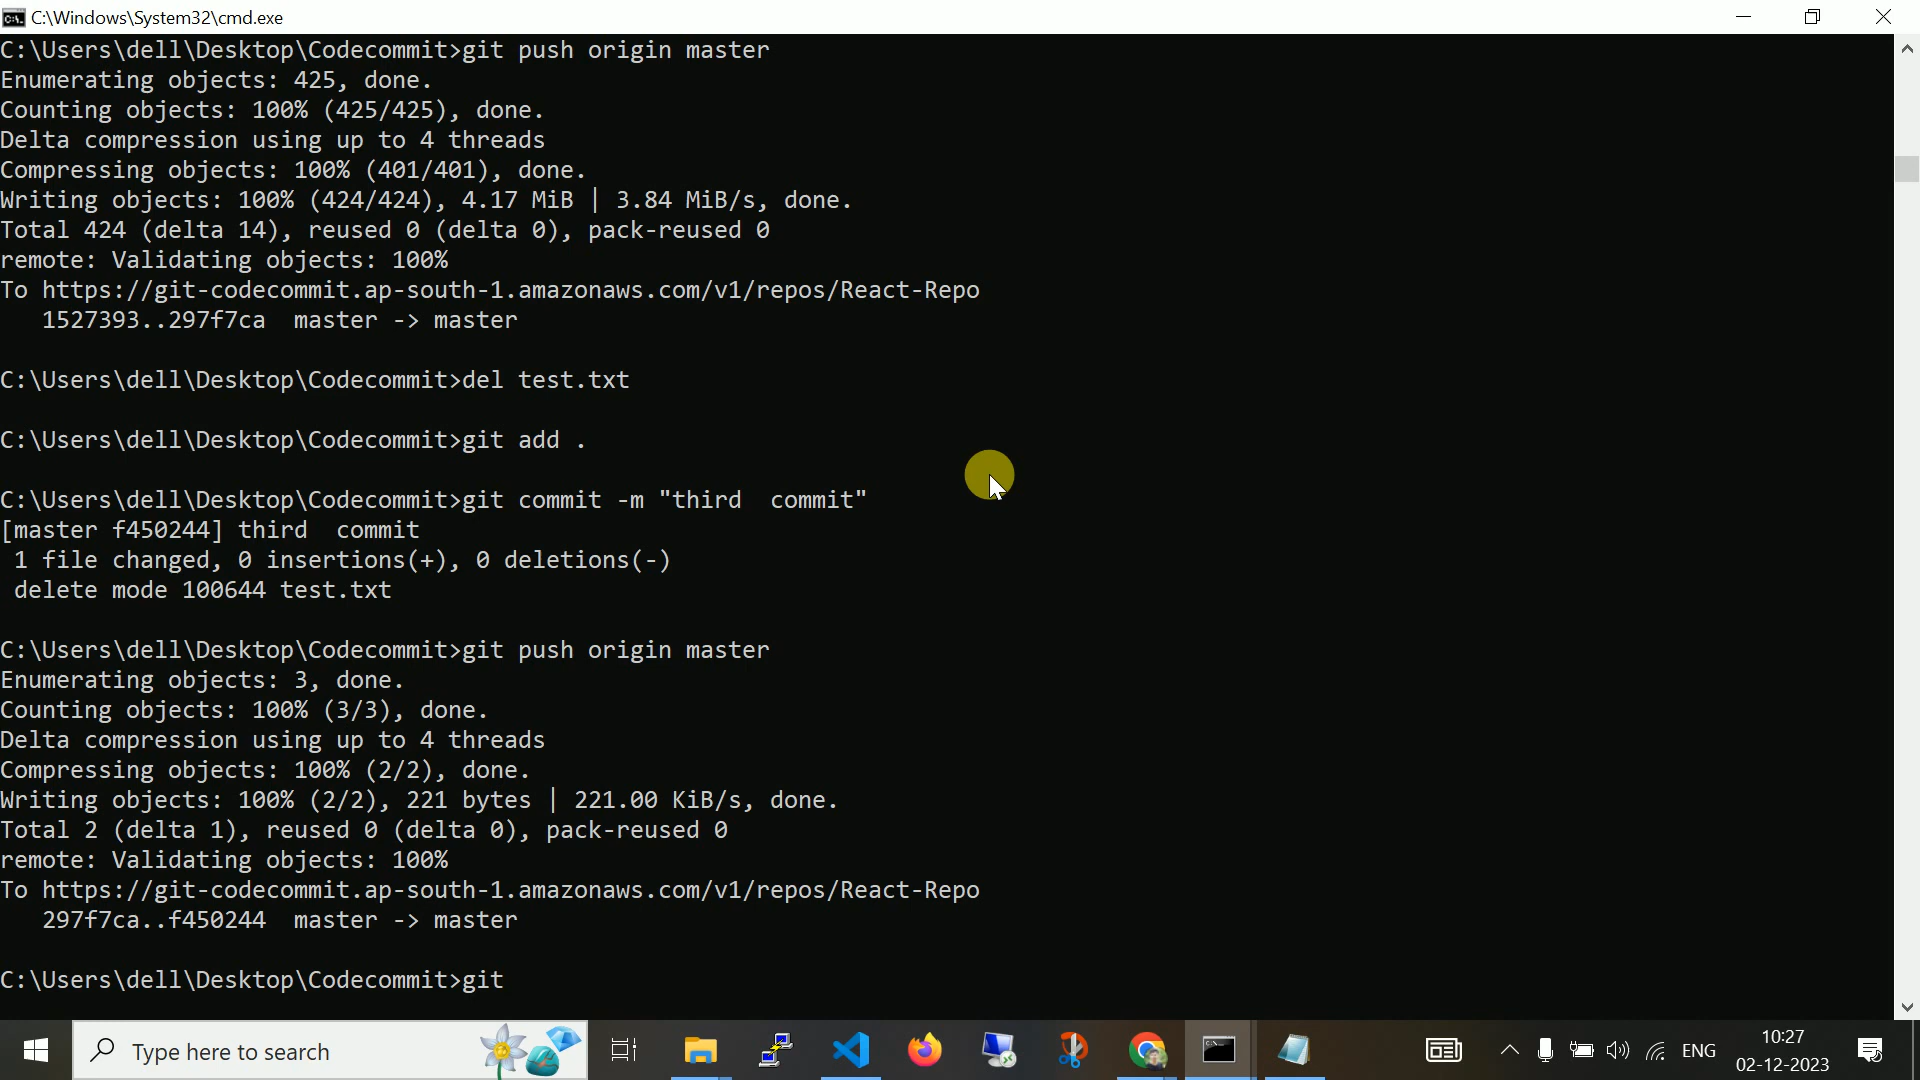 C:\Windows\System32\cmd.exe
C:\Users\dell\Desktop\Codecommit>git push origin master
Enumerating objects: 425, done.
Counting objects: 100% (425/425), done.
Delta compression using up to 4 threads
Compressing objects: 100% (401/401), done.
Writing objects: 100% (424/424), 4.17 MiB | 3.84 MiB/s, done.
Total 424 (delta 14), reused 0 (delta 0), pack-reused 0
remote: Validating objects: 100%
To https://git-codecommit.ap-south-1.amazonaws.com/v1/repos/React-Repo
1527393..297f7ca  master -> master
C:\Users\dell\Desktop\Codecommit>del test.txt
C:\Users\dell\Desktop\Codecommit>git add .
C:\Users\dell\Desktop\Codecommit>git commit -m "third  commit"
[master f450244] third  commit
1 file changed, 0 insertions(+), 0 deletions(-)
delete mode 100644 test.txt
C:\Users\dell\Desktop\Codecommit>git push origin master
Enumerating objects: 3, done.
Counting objects: 100% (3/3), done.
Delta compression using up to 4 threads
Compressing objects: 100% (2/2), done.
Writing objects: 100% (2/2), 221 bytes | 221.00 KiB/s, done.
Total 2 (delta 1), reused 0 (delta 0), pack-reused 0
remote: Validating objects: 100%
To https://git-codecommit.ap-south-1.amazonaws.com/v1/repos/React-Repo
297f7ca..f450244  master -> master
C:\Users\dell\Desktop\Codecommit>git
Type here to search
ENG
10:27
02-12-2023